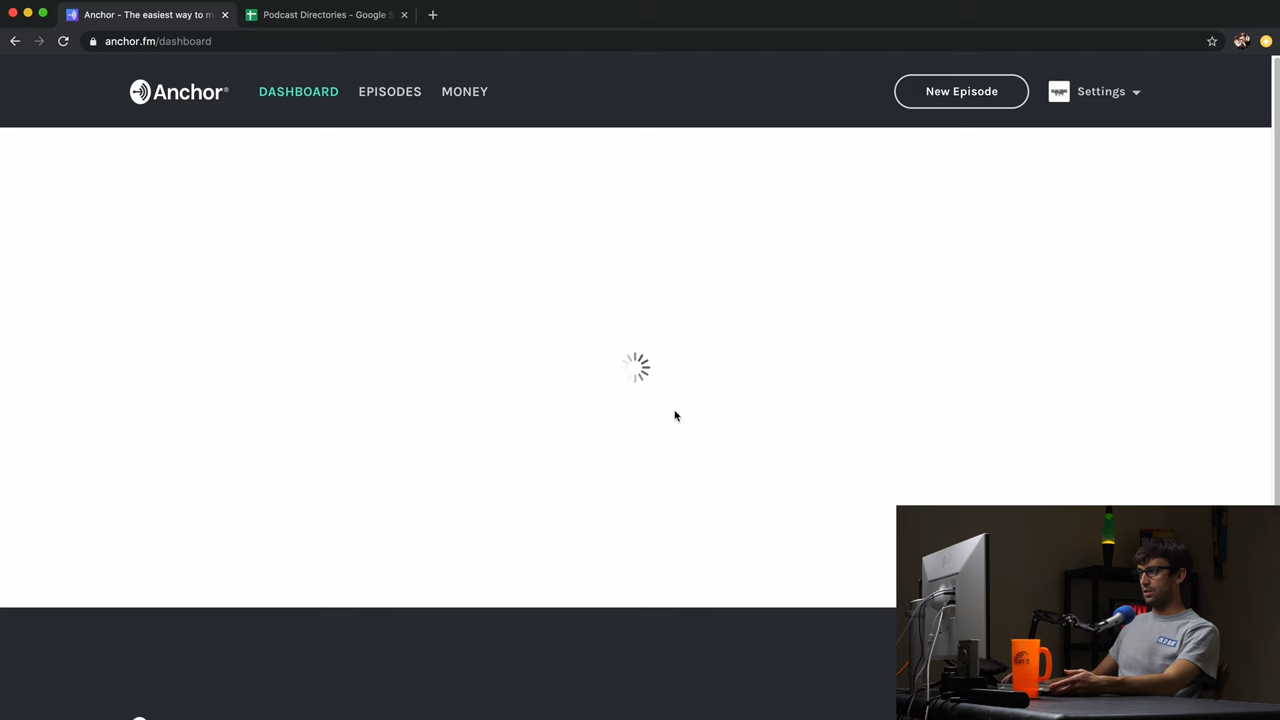 Anchor - The easiest way to m
Podcast Directories - Google S
anchor.fm/dashboard
Anchor®
DASHBOARD
EPISODES
MONEY
New Episode
Settings